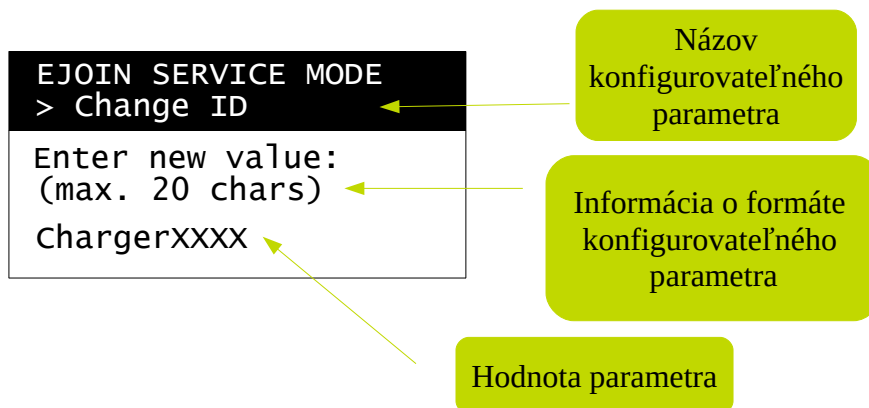 EJOIN SERVICE MODE
> Change ID
Enter new value:
(max. 20 chars)
ChargerXXXX
Názov
konfigurovateľného
parametra
Informácia o formáte
konfigurovateľného
parametra
Hodnota parametra